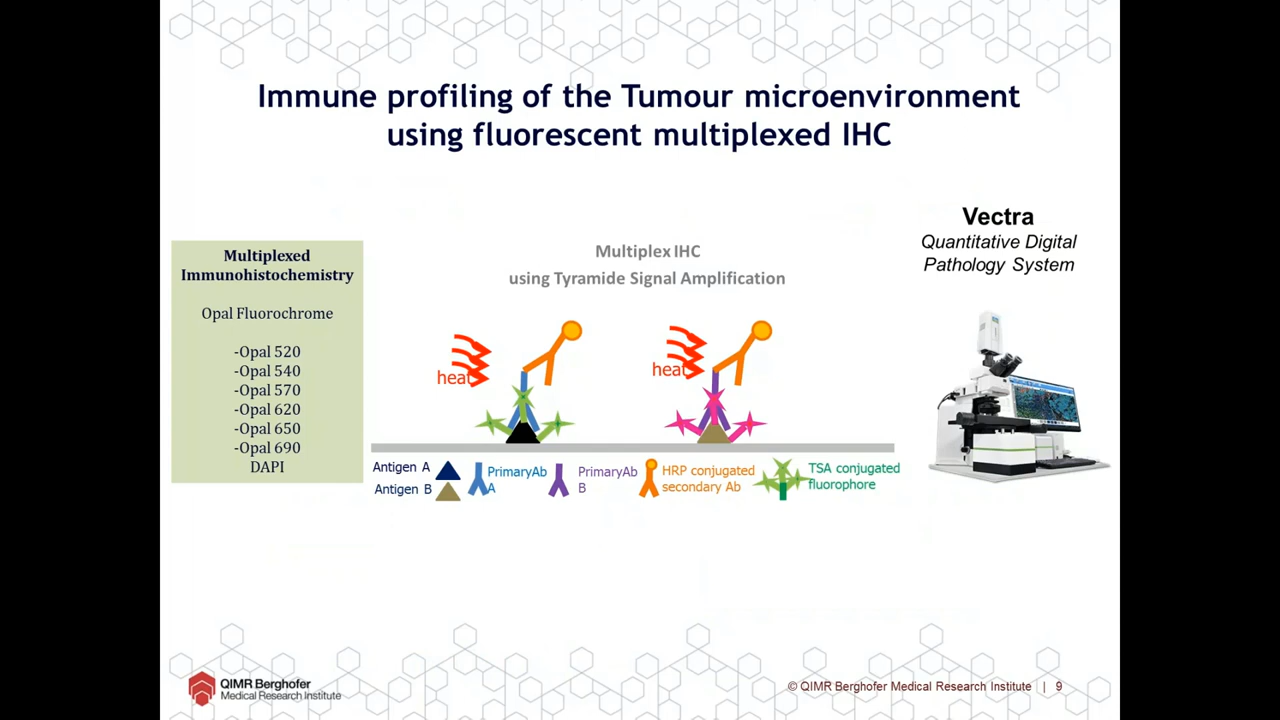 Immune profiling of the Tumour microenvironment
using fluorescent multiplexed IHC
Multiplexed
Immunohistochemistry
Opal Fluorochrome
-Opal 520
-Opal 540
-Opal 570
-Opal 620
-Opal 650
-Opal 690
DAPI
Multiplex IHC
using Tyramide Signal Amplification
heat
heat
Antigen A
Antigen B
PrimaryAb
A
PrimaryAb
B
HRP conjugated
secondary Ab
TSA conjugated
fluorophore
Vectra
Quantitative Digital
Pathology System
QIMR Berghofer
Medical Research Institute
© QIMR Berghofer Medical Research Institute | 9